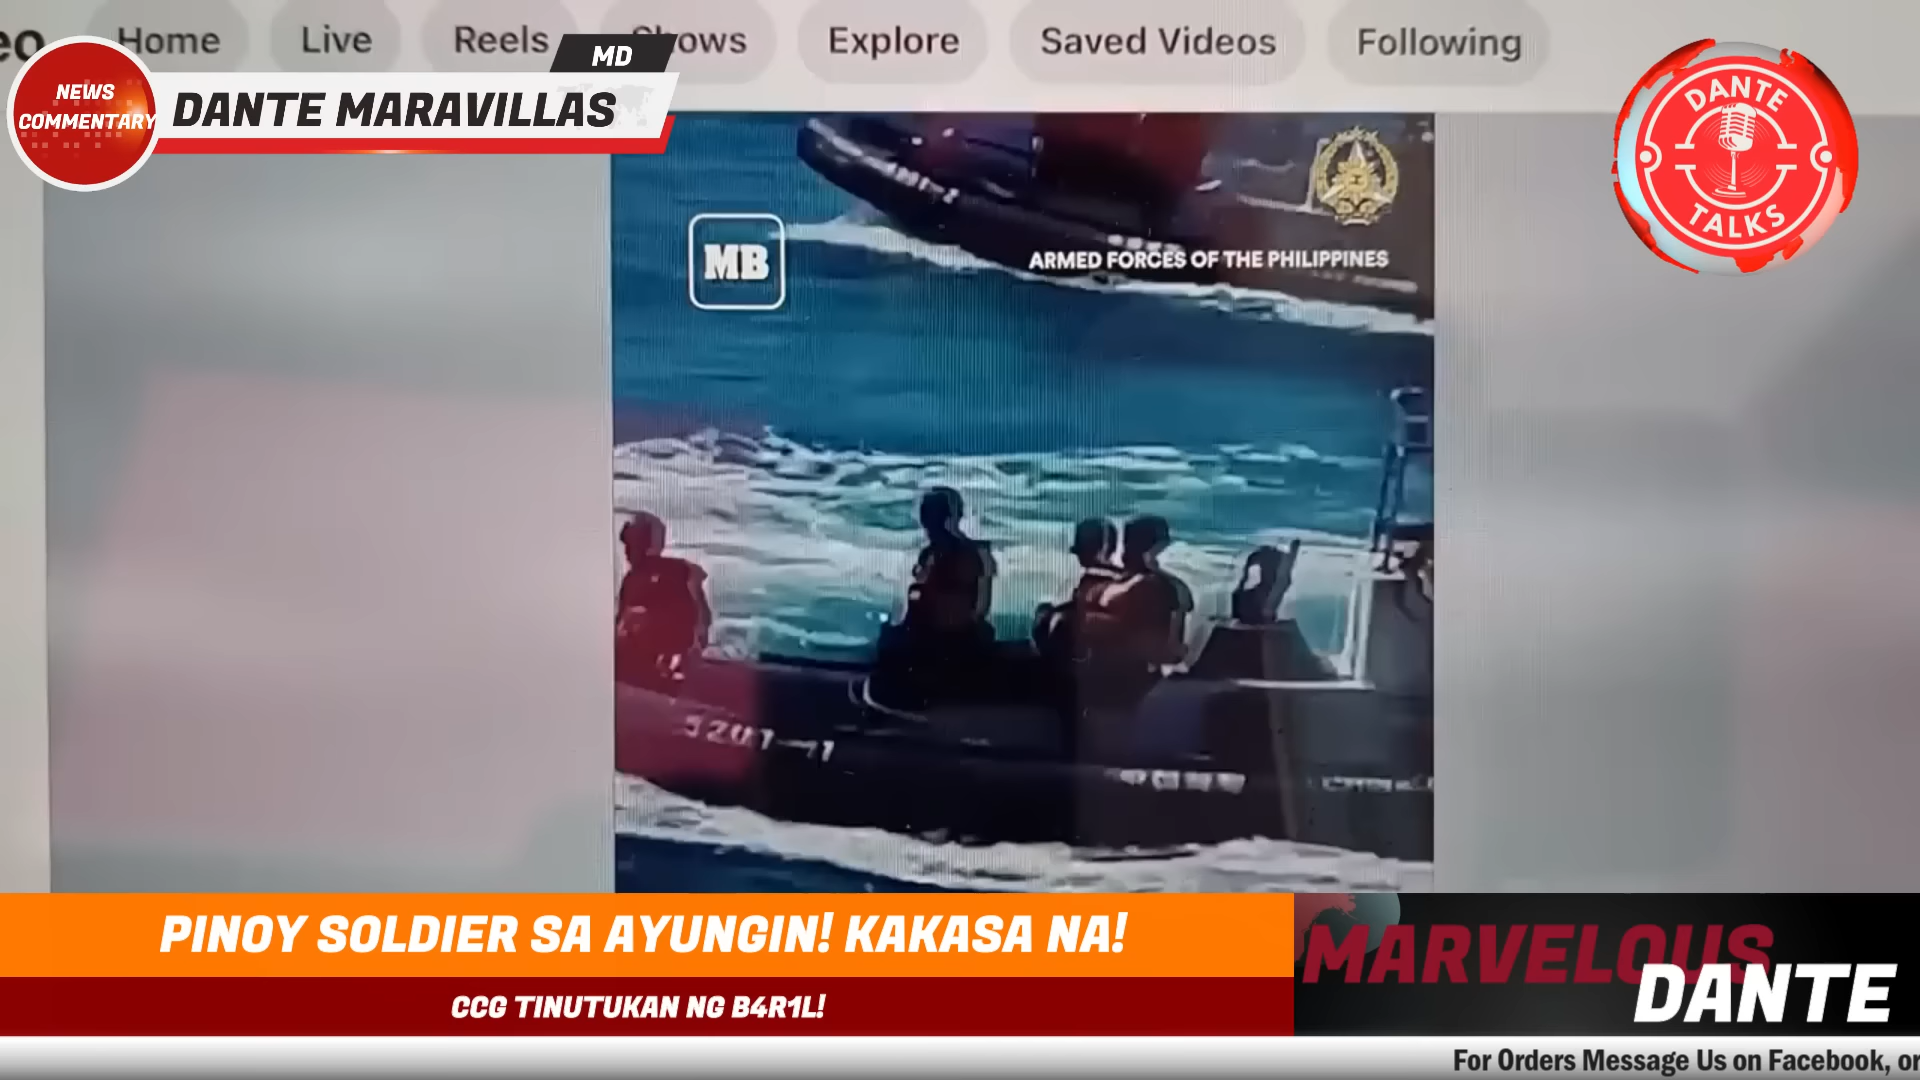 eo
Home
Live
Reels
Shows
Explore
Saved Videos
Following
MD
NEWS
COMMENTARY
DANTE MARAVILLAS
DANTE
TALKS
MB
ARMED FORCES OF THE PHILIPPINES
PINOY SOLDIER SA AYUNGIN! KAKASA NA!
CCG TINUTUKAN NG B4R1L!
MARVELOUS
DANTE
For Orders Message Us on Facebook, or